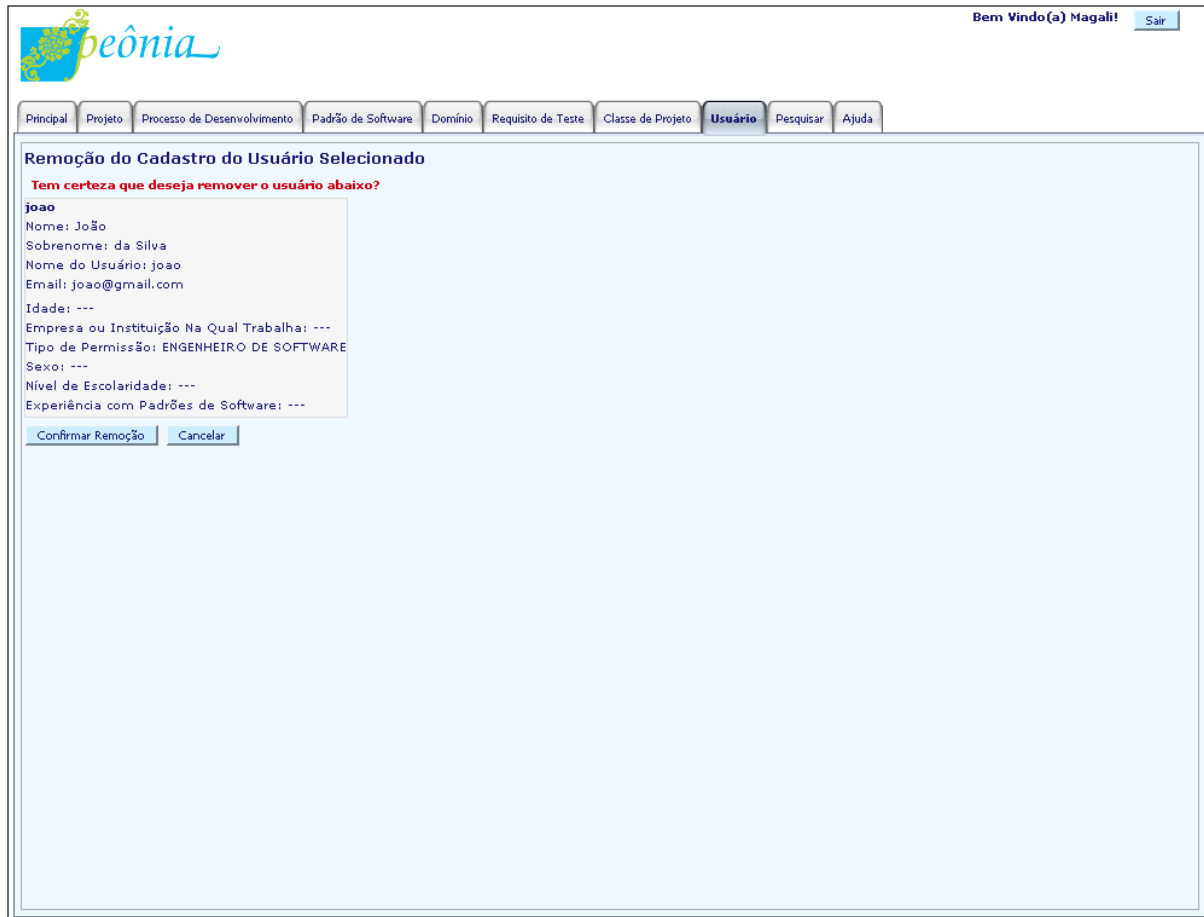 peônia
Bem Vindo(a) Magali! Sair
Principal Projeto Processo de Desenvolvimento Padrão de Software Domínio Requisito de Teste Classe de Projeto Usuário Pesquisar Ajuda
Remoção do Cadastro do Usuário Selecionado
Tem certeza que deseja remover o usuário abaixo?
joao
Nome: João
Sobrenome: da Silva
Nome do Usuário: joao
Email: joao@gmail.com
Idade: ---
Empresa ou Instituição Na Qual Trabalha: ---
Tipo de Permissão: ENGENHEIRO DE SOFTWARE
Sexo: ---
Nível de Escolaridade: ---
Experiência com Padrões de Software: ---
Confirmar Remoção Cancelar